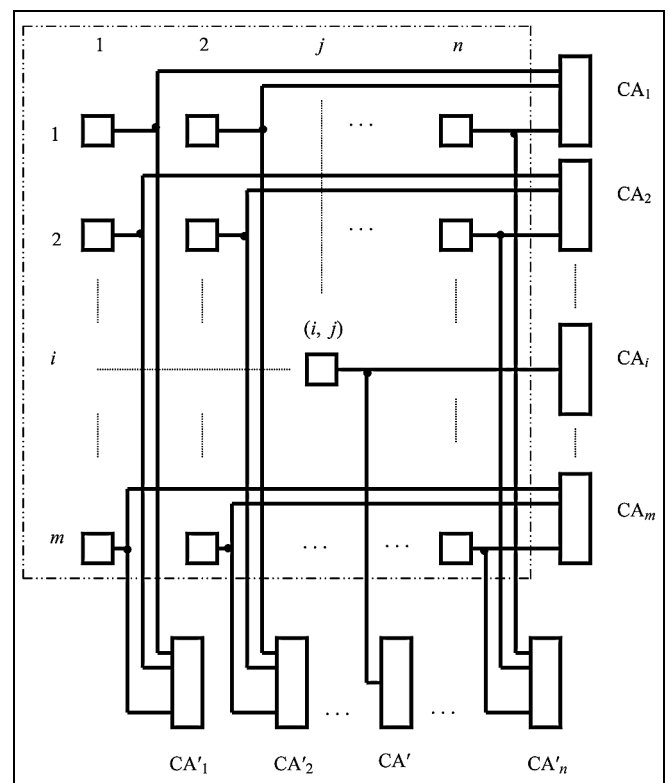 1 2 j n
CA₁
1 ...
CA₂
2 ...
(i, j)
i CAᵢ
CAₘ
m ... ...
... ...
CA′₁ CA′₂ CA′ CA′ₙ